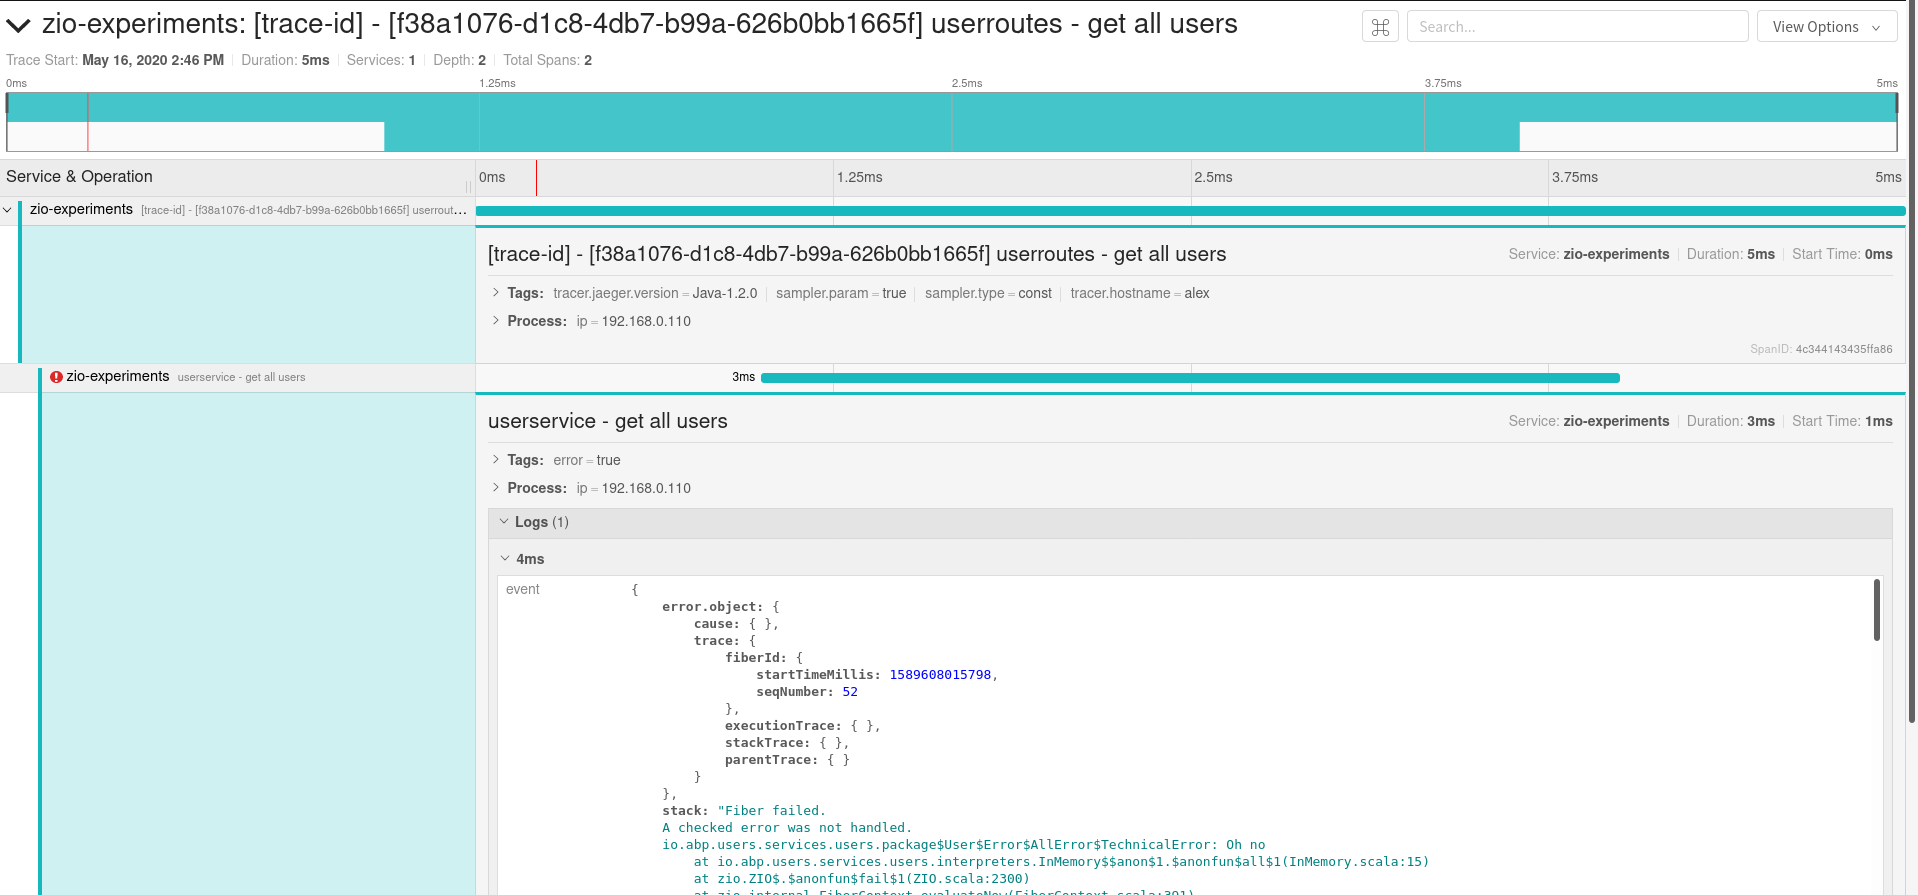 zio-experiments: [trace-id] - [f38a1076-d1c8-4db7-b99a-626b0bb1665f] userroutes - get all users
⌘ Search... View Options
Trace Start: May 16, 2020 2:46 PM Duration: 5ms Services: 1 Depth: 2 Total Spans: 2
0ms 1.25ms 2.5ms 3.75ms 5ms
Service & Operation 0ms 1.25ms 2.5ms 3.75ms 5ms
zio-experiments [trace-id] - [f38a1076-d1c8-4db7-b99a-626b0bb1665f] userrout…
[trace-id] - [f38a1076-d1c8-4db7-b99a-626b0bb1665f] userroutes - get all users Service: zio-experiments Duration: 5ms Start Time: 0ms
Tags: tracer.jaeger.version = Java-1.2.0 sampler.param = true sampler.type = const tracer.hostname = alex
Process: ip = 192.168.0.110
SpanID: 4c344143435ffa86
zio-experiments userservice - get all users 3ms
userservice - get all users Service: zio-experiments Duration: 3ms Start Time: 1ms
Tags: error = true
Process: ip = 192.168.0.110
Logs (1)
4ms
event {
error.object: {
cause: { },
trace: {
fiberId: {
startTimeMillis: 1589608015798,
seqNumber: 52
},
executionTrace: { },
stackTrace: { },
parentTrace: { }
}
},
stack: "Fiber failed.
A checked error was not handled.
io.abp.users.services.users.package$User$Error$AllError$TechnicalError: Oh no
at io.abp.users.services.users.interpreters.InMemory$$anon$1.$anonfun$all$1(InMemory.scala:15)
at zio.ZIO$.$anonfun$fail$1(ZIO.scala:2300)
at zio.internal.FiberContext.evaluateNow(FiberContext.scala:391)